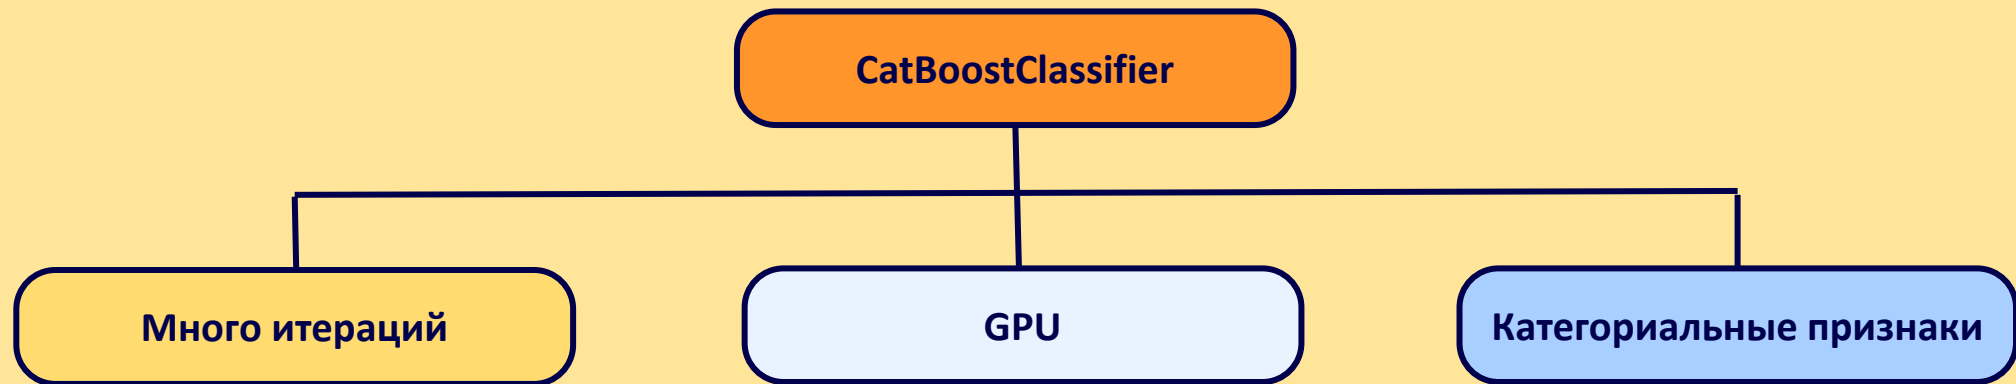 CatBoostClassifier
Много итераций
GPU
Категориальные признаки